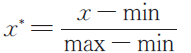 x* = (x − min) / (max − min)